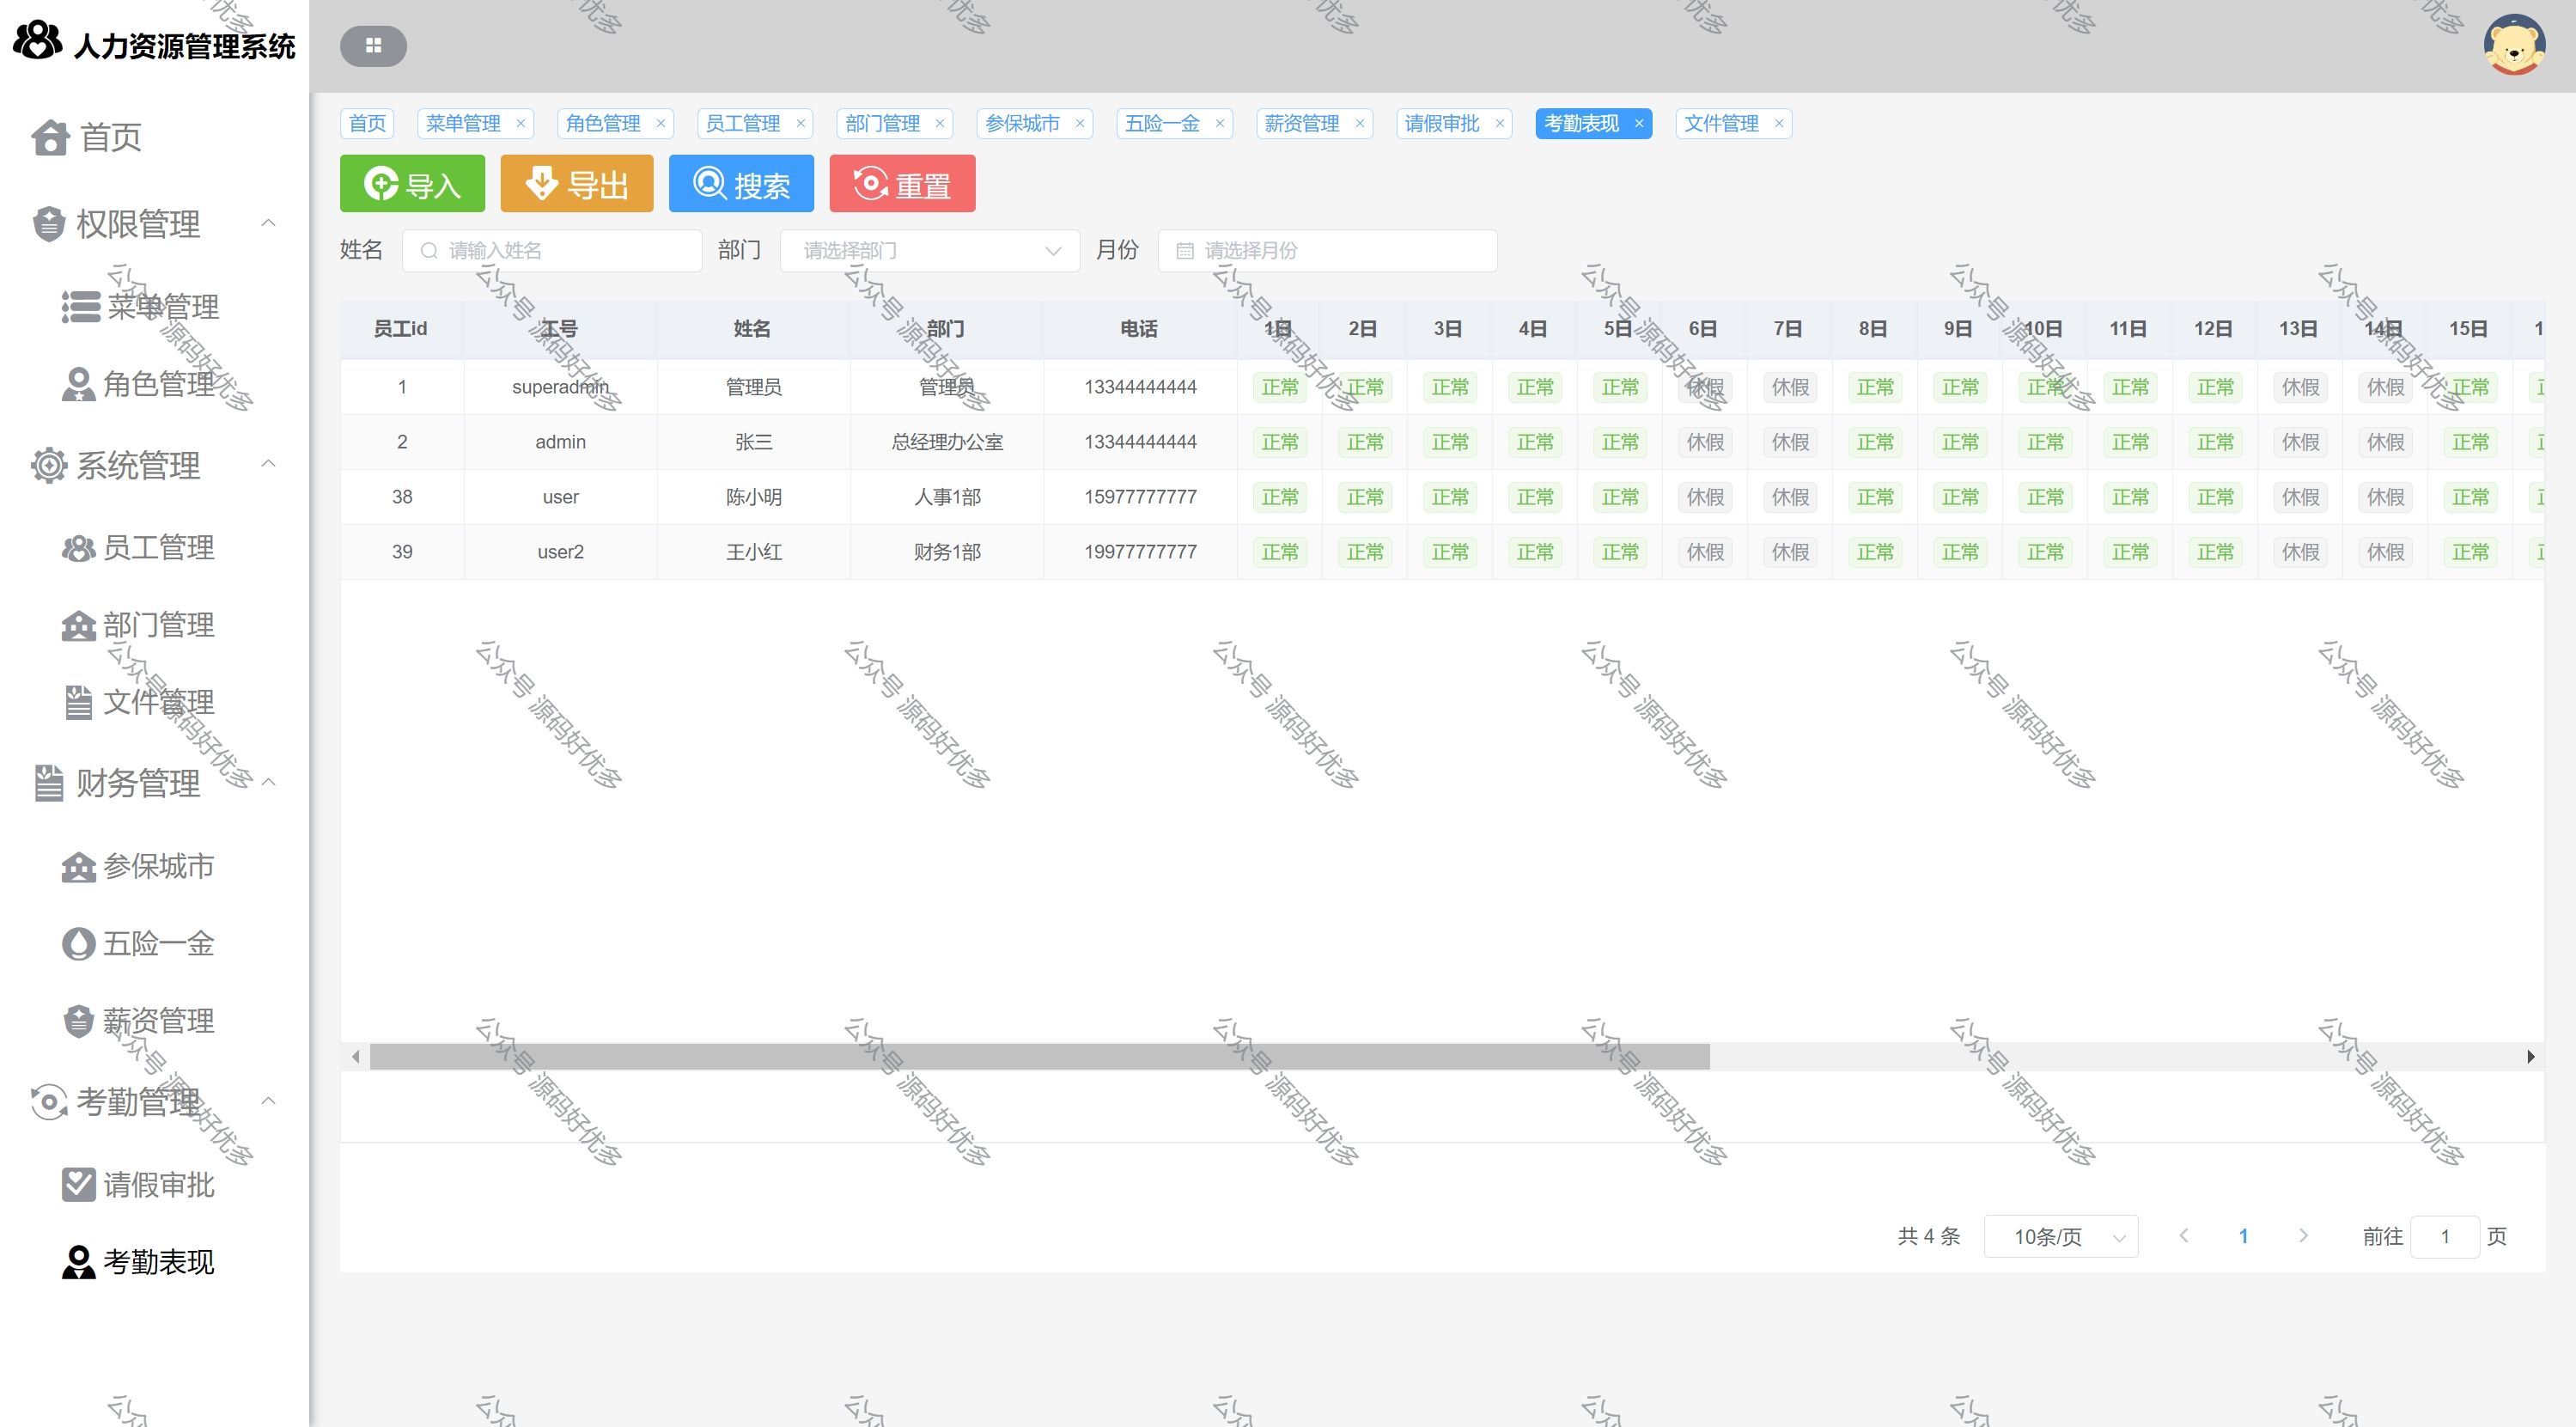 人力资源管理系统
首页
权限管理
菜单管理
角色管理
系统管理
员工管理
部门管理
文件管理
财务管理
参保城市
五险一金
薪资管理
考勤管理
请假审批
考勤表现
首页 菜单管理 × 角色管理 × 员工管理 × 部门管理 × 参保城市 × 五险一金 × 薪资管理 × 请假审批 × 考勤表现 × 文件管理 ×
导入 导出 搜索 重置
姓名 请输入姓名 部门 请选择部门 月份 请选择月份
员工id 工号 姓名 部门 电话 1日 2日 3日 4日 5日 6日 7日 8日 9日 10日 11日 12日 13日 14日 15日 1
1 superadmin 管理员 管理员 13344444444 正常 正常 正常 正常 正常 休假 休假 正常 正常 正常 正常 正常 休假 休假 正常
2 admin 张三 总经理办公室 13344444444 正常 正常 正常 正常 正常 休假 休假 正常 正常 正常 正常 正常 休假 休假 正常
38 user 陈小明 人事1部 15977777777 正常 正常 正常 正常 正常 休假 休假 正常 正常 正常 正常 正常 休假 休假 正常
39 user2 王小红 财务1部 19977777777 正常 正常 正常 正常 正常 休假 休假 正常 正常 正常 正常 正常 休假 休假 正常
共 4 条 10条/页 1 前往 1 页
公众号 源码好优多